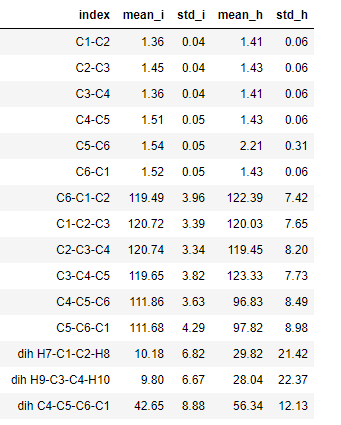 index mean_i std_i mean_h std_h
C1-C2 1.36 0.04 1.41 0.06
C2-C3 1.45 0.04 1.43 0.06
C3-C4 1.36 0.04 1.41 0.06
C4-C5 1.51 0.05 1.43 0.06
C5-C6 1.54 0.05 2.21 0.31
C6-C1 1.52 0.05 1.43 0.06
C6-C1-C2 119.49 3.96 122.39 7.42
C1-C2-C3 120.72 3.39 120.03 7.65
C2-C3-C4 120.74 3.34 119.45 8.20
C3-C4-C5 119.65 3.82 123.33 7.73
C4-C5-C6 111.86 3.63 96.83 8.49
C5-C6-C1 111.68 4.29 97.82 8.98
dih H7-C1-C2-H8 10.18 6.82 29.82 21.42
dih H9-C3-C4-H10 9.80 6.67 28.04 22.37
dih C4-C5-C6-C1 42.65 8.88 56.34 12.13